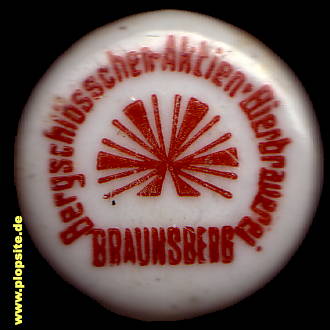 Bergschlösschen-Aktien-Bierbrauerei
BRAUNSBERG
www.plopsite.de